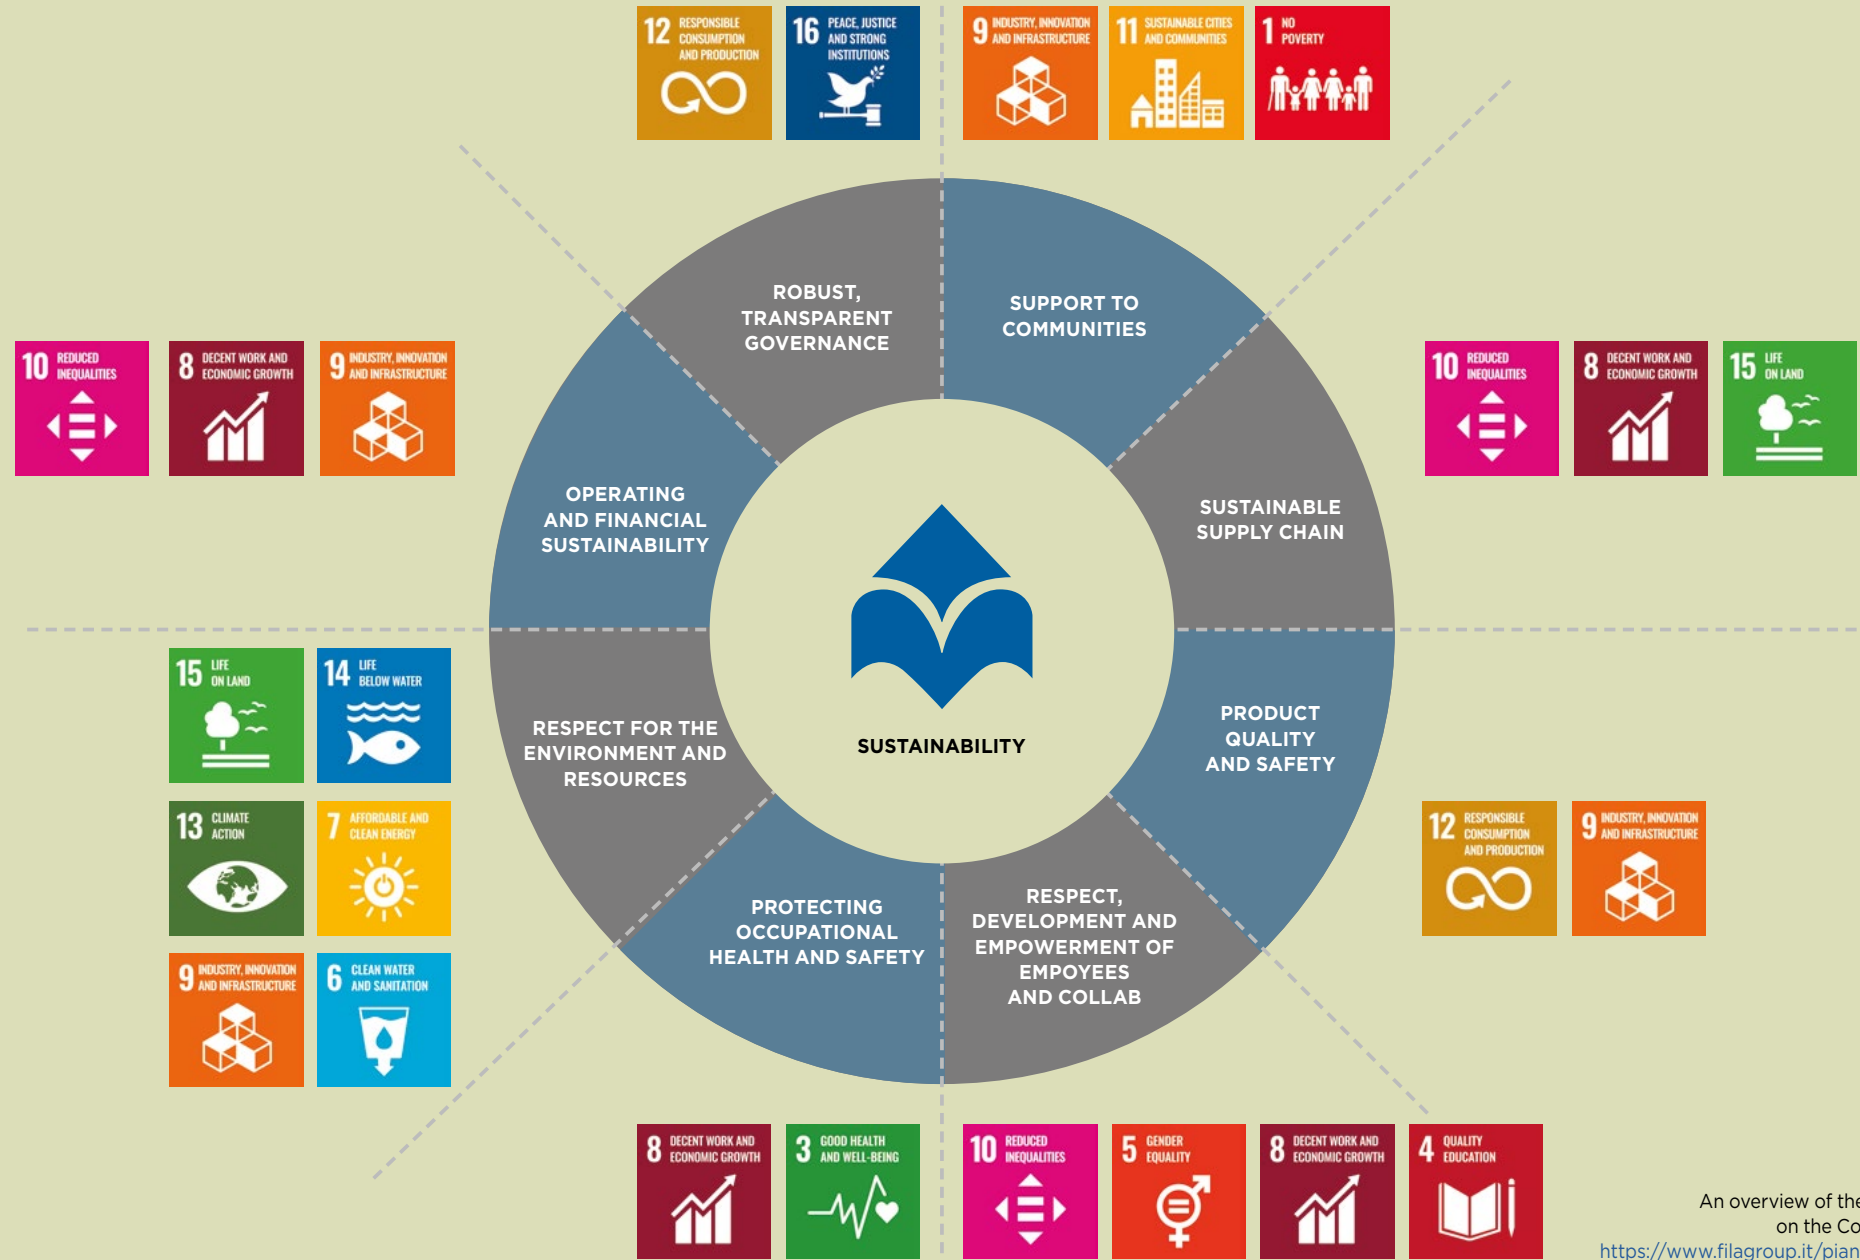 12 RESPONSIBLE
CONSUMPTION
AND PRODUCTION
16 PEACE, JUSTICE
AND STRONG
INSTITUTIONS
9 INDUSTRY, INNOVATION
AND INFRASTRUCTURE
11 SUSTAINABLE CITIES
AND COMMUNITIES
1 NO
POVERTY
ROBUST,
TRANSPARENT
GOVERNANCE
SUPPORT TO
COMMUNITIES
10 REDUCED
INEQUALITIES
8 DECENT WORK AND
ECONOMIC GROWTH
9 INDUSTRY, INNOVATION
AND INFRASTRUCTURE
10 REDUCED
INEQUALITIES
8 DECENT WORK AND
ECONOMIC GROWTH
15 LIFE
ON LAND
OPERATING
AND FINANCIAL
SUSTAINABILITY
SUSTAINABLE
SUPPLY CHAIN
15 LIFE
ON LAND
14 LIFE
BELOW WATER
RESPECT FOR THE
ENVIRONMENT AND
RESOURCES
SUSTAINABILITY
PRODUCT
QUALITY
AND SAFETY
13 CLIMATE
ACTION
7 AFFORDABLE AND
CLEAN ENERGY
12 RESPONSIBLE
CONSUMPTION
AND PRODUCTION
9 INDUSTRY, INNOVATION
AND INFRASTRUCTURE
PROTECTING
OCCUPATIONAL
HEALTH AND SAFETY
RESPECT,
DEVELOPMENT AND
EMPOWERMENT OF
EMPOYEES
AND COLLAB
9 INDUSTRY, INNOVATION
AND INFRASTRUCTURE
6 CLEAN WATER
AND SANITATION
8 DECENT WORK AND
ECONOMIC GROWTH
3 GOOD HEALTH
AND WELL-BEING
10 REDUCED
INEQUALITIES
5 GENDER
EQUALITY
8 DECENT WORK AND
ECONOMIC GROWTH
4 QUALITY
EDUCATION
An overview of the
on the Co
https://www.filagroup.it/pian